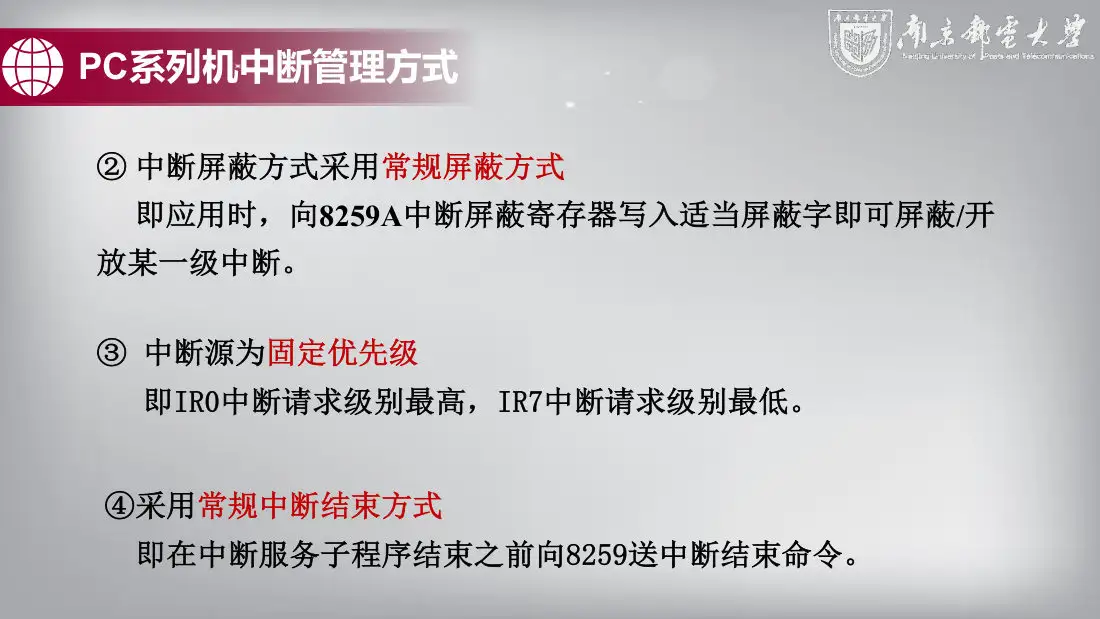 PC系列机中断管理方式
南京邮电大学
Nanjing University of Posts and Telecommunications
② 中断屏蔽方式采用常规屏蔽方式
即应用时，向8259A中断屏蔽寄存器写入适当屏蔽字即可屏蔽/开
放某一级中断。
③ 中断源为固定优先级
即IR0中断请求级别最高，IR7中断请求级别最低。
④采用常规中断结束方式
即在中断服务子程序结束之前向8259送中断结束命令。